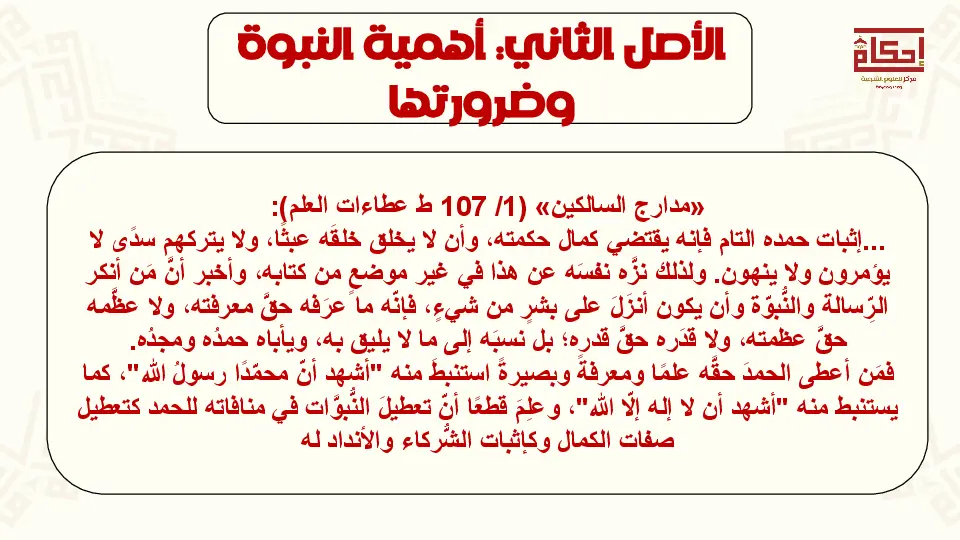 الأصل الثاني: أهمية النبوة
وضرورتها
إحكام
مركز للعلوم الشرعية
«مدارج السالكين» (1/ 107 ط عطاءات العلم):
...إثبات حمده التام فإنه يقتضي كمال حكمته، وأن لا يخلق خلقَه عبثًا، ولا يتركهم سدًى لا
يؤمرون ولا ينهون. ولذلك نزَّه نفسَه عن هذا في غير موضعٍ من كتابه، وأخبر أنَّ مَن أنكر
الرِّسالة والنُّبوّة وأن يكون أنزَلَ على بشرٍ من شيءٍ، فإنّه ما عرَفه حقَّ معرفته، ولا عظَّمه
حقَّ عظمته، ولا قدَره حقَّ قدره؛ بل نسبَه إلى ما لا يليق به، ويأباه حمدُه ومجدُه.
فمَن أعطى الحمدَ حقَّه علمًا ومعرفةً وبصيرةً استنبطَ منه "أشهد أنّ محمّدًا رسولُ الله"، كما
يستنبط منه "أشهد أن لا إله إلّا الله"، وعلِمَ قطعًا أنّ تعطيلَ النُّبوَّات في منافاته للحمد كتعطيل
صفات الكمال وكإثبات الشُّركاء والأنداد له